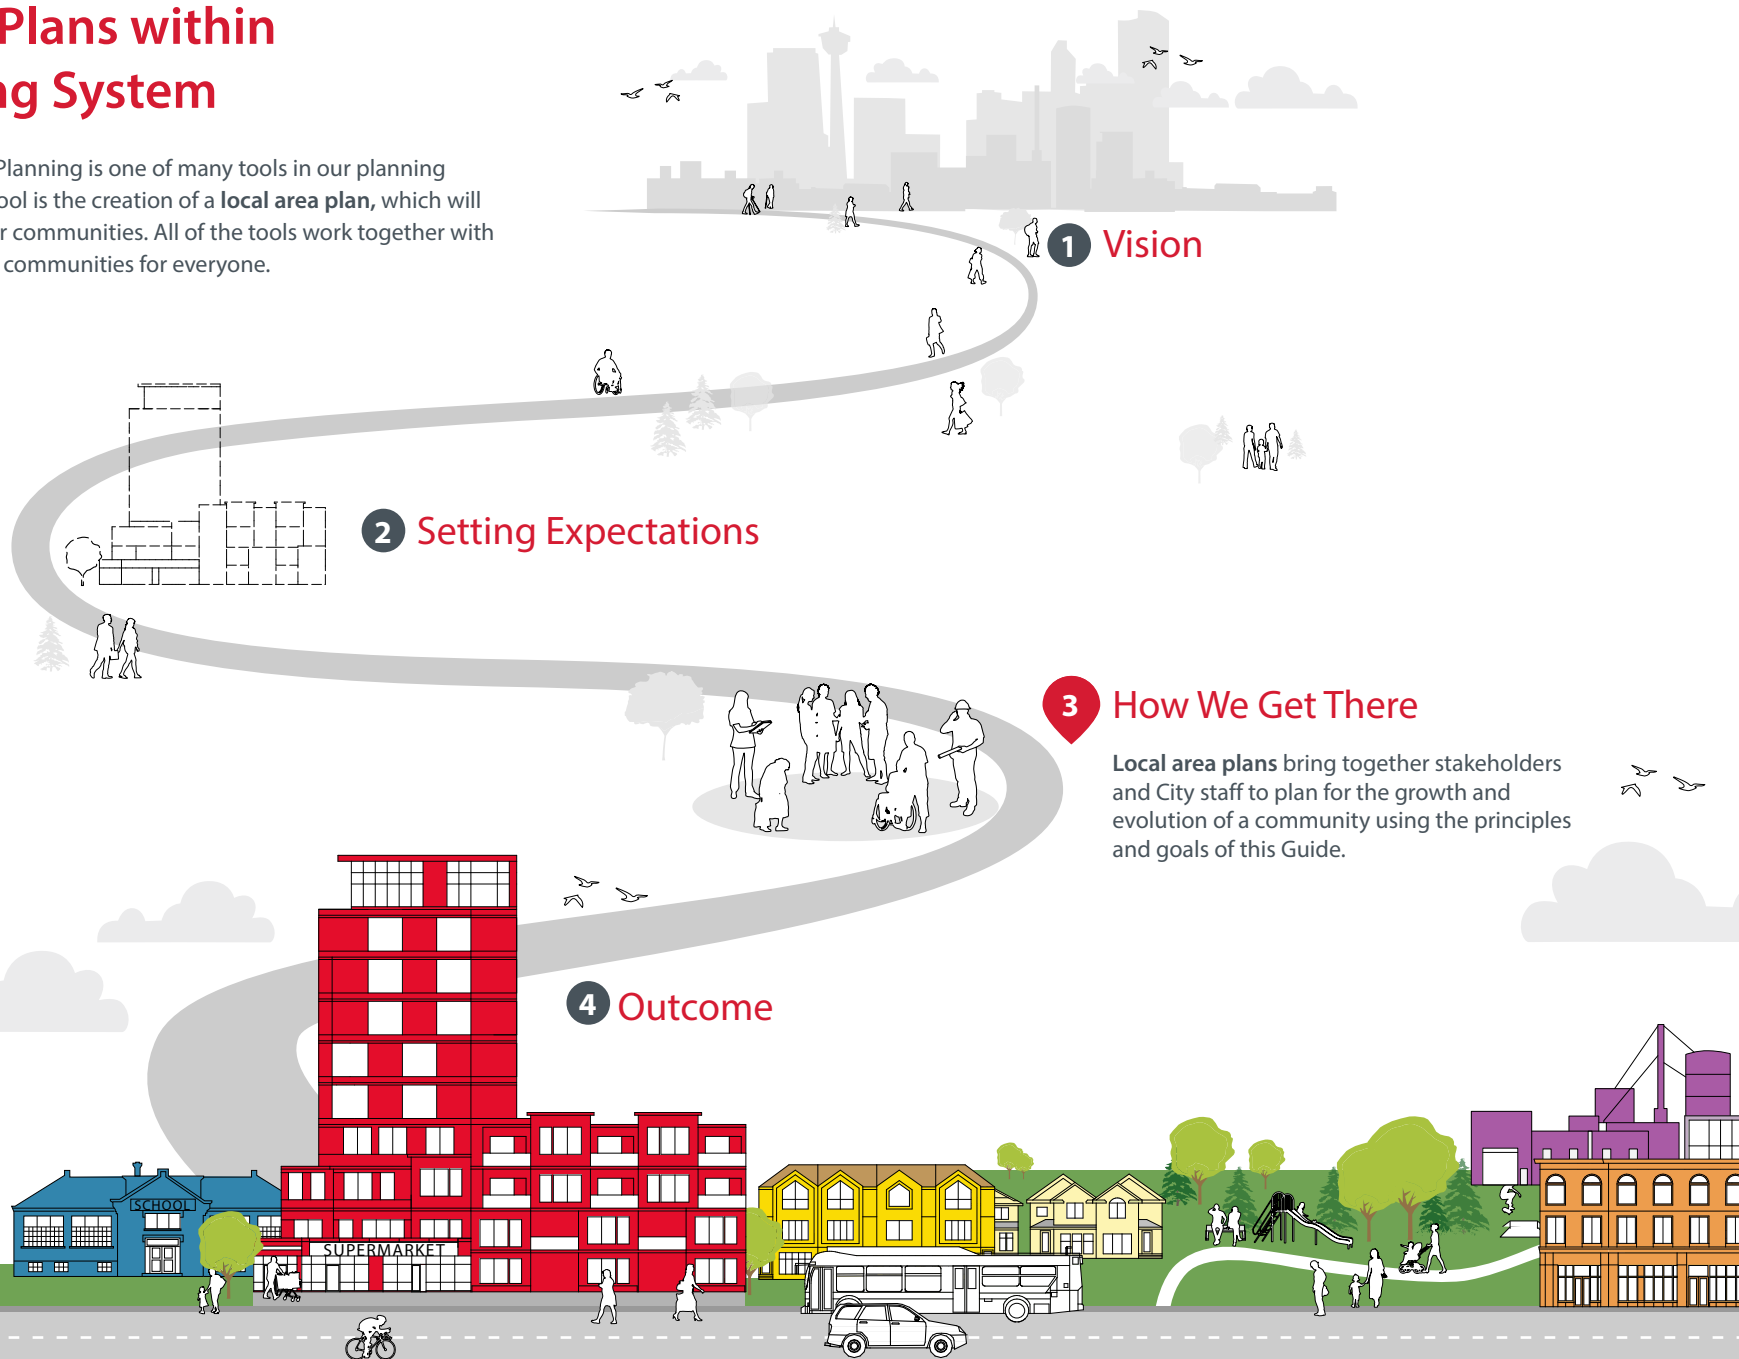 Plans within
ng System
Planning is one of many tools in our planning
ool is the creation of a local area plan, which will
r communities. All of the tools work together with
communities for everyone.
1 Vision
2 Setting Expectations
3 How We Get There
Local area plans bring together stakeholders
and City staff to plan for the growth and
evolution of a community using the principles
and goals of this Guide.
4 Outcome
SCHOOL
SUPERMARKET